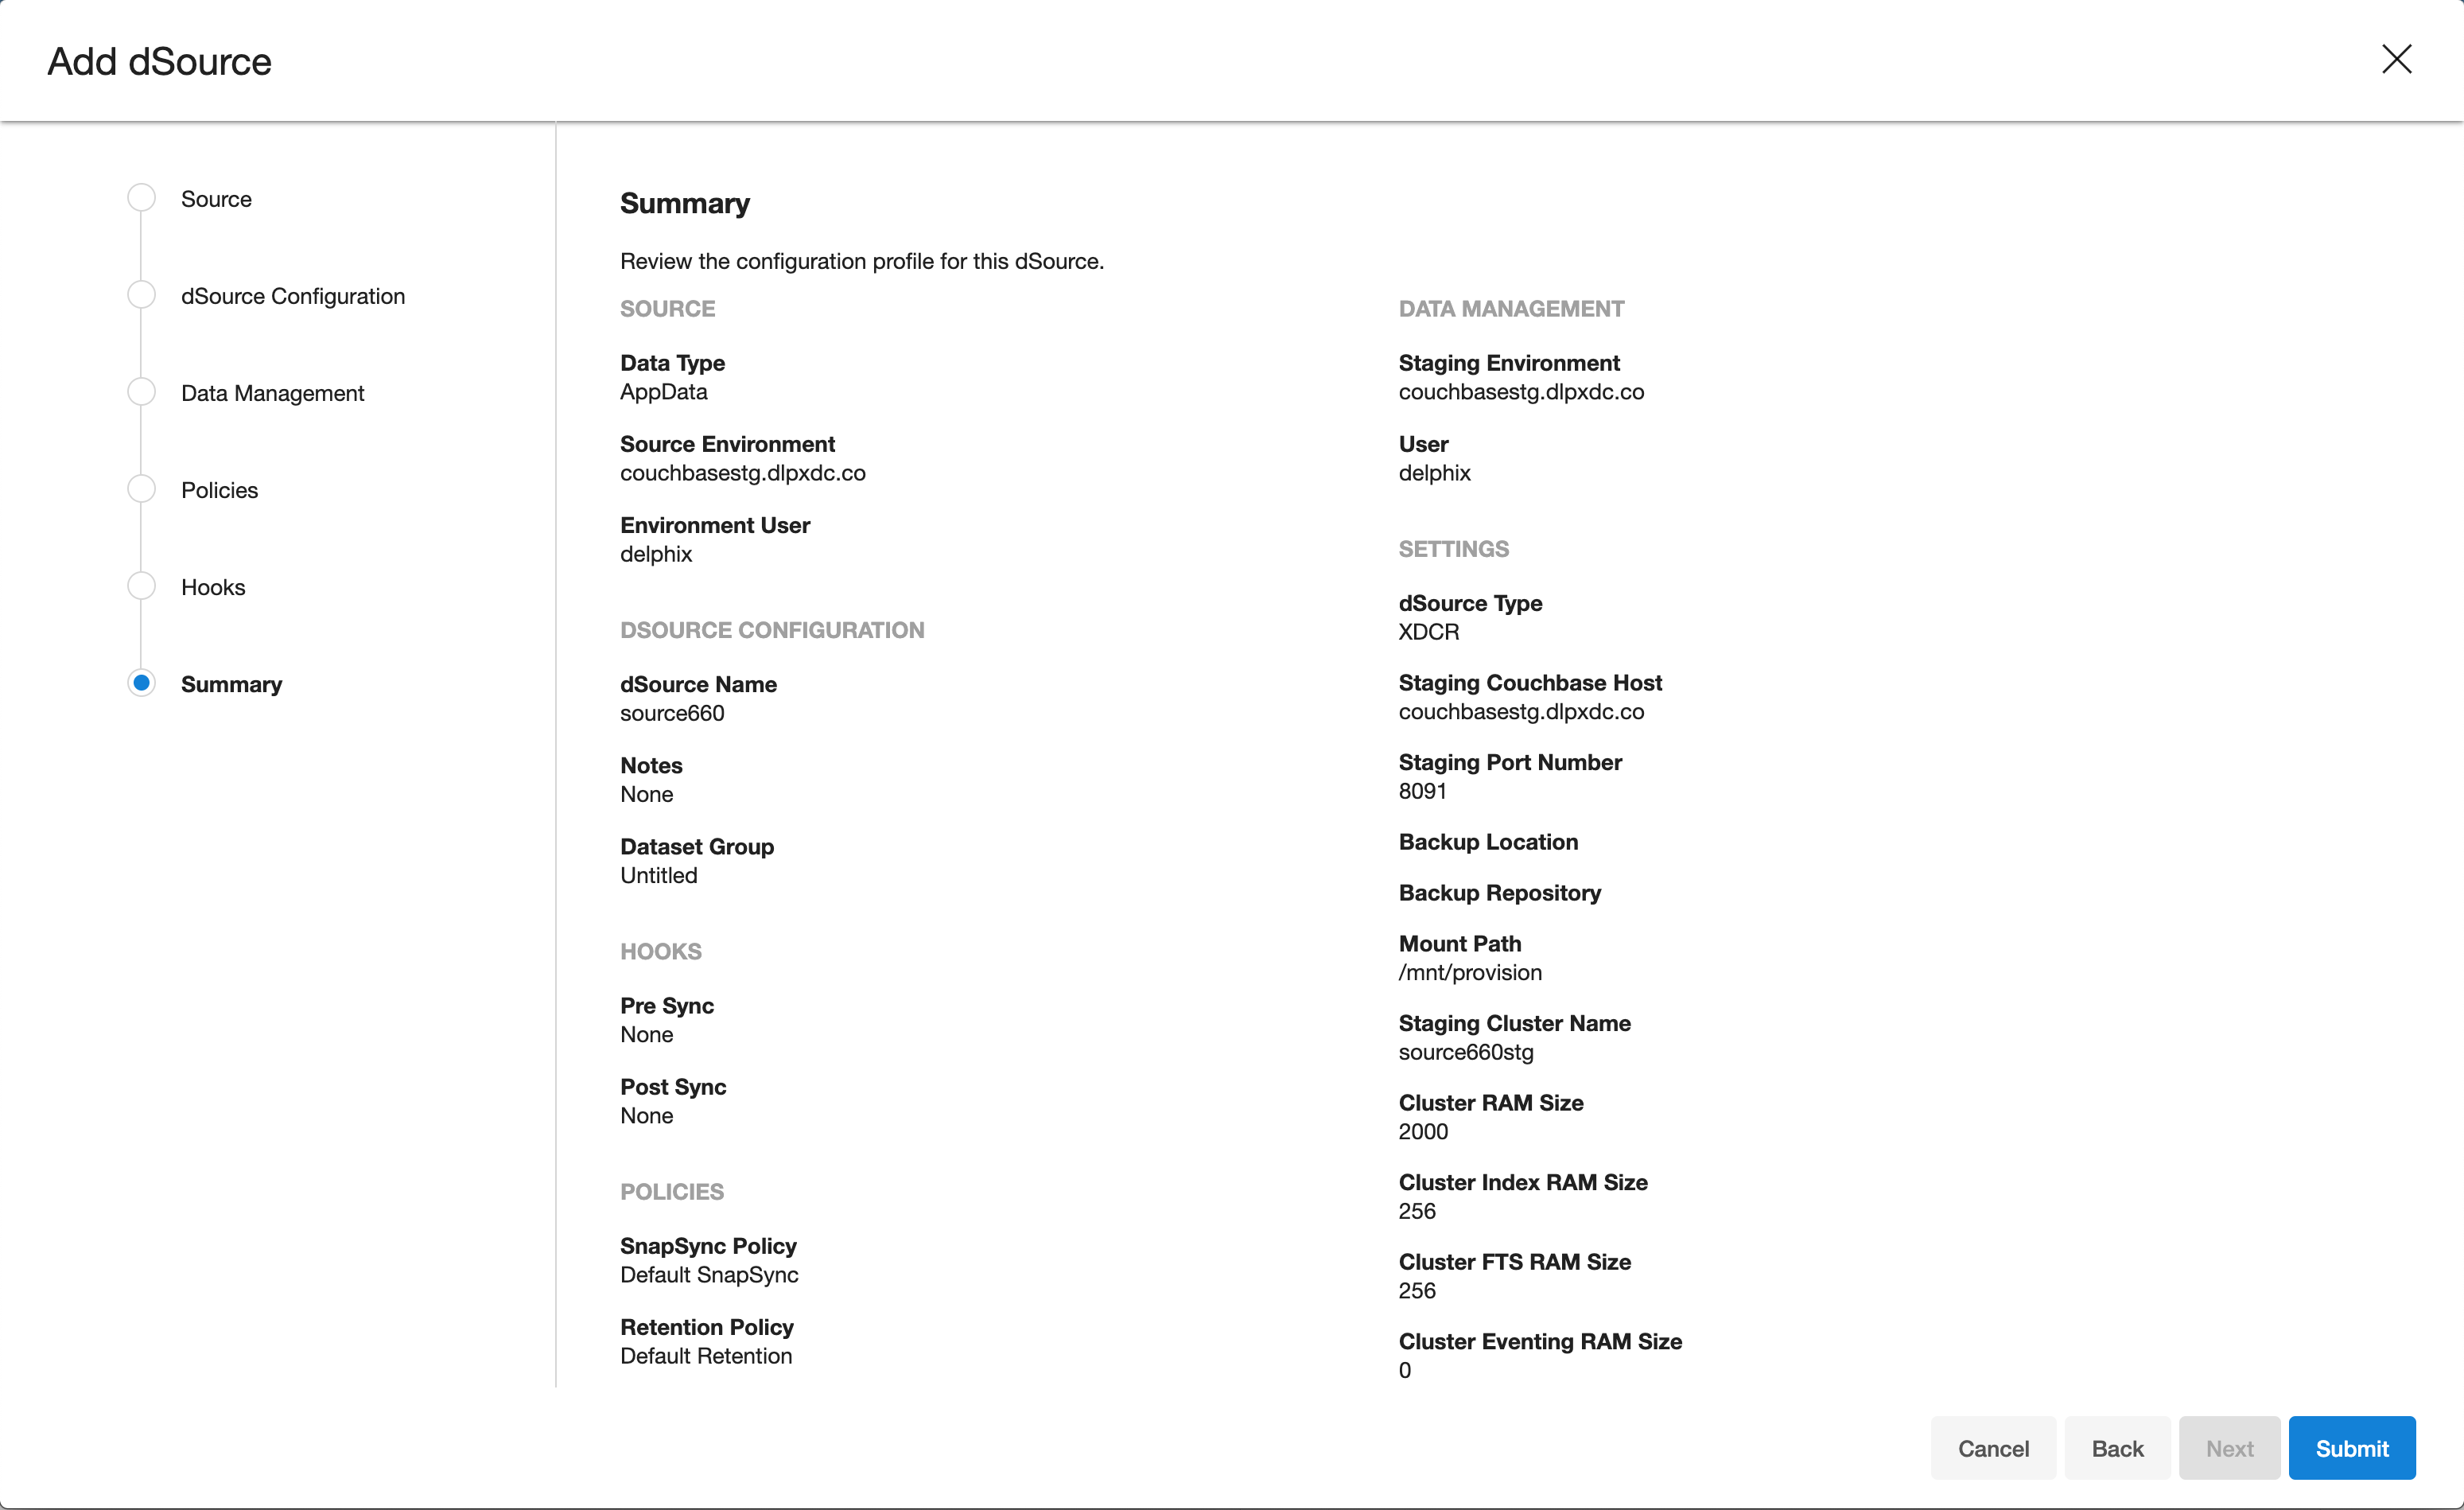 Add dSource
Source
dSource Configuration
Data Management
Policies
Hooks
Summary
Summary
Review the configuration profile for this dSource.
SOURCE
Data Type
AppData
Source Environment
couchbasestg.dlpxdc.co
Environment User
delphix
DSOURCE CONFIGURATION
dSource Name
source660
Notes
None
Dataset Group
Untitled
HOOKS
Pre Sync
None
Post Sync
None
POLICIES
SnapSync Policy
Default SnapSync
Retention Policy
Default Retention
DATA MANAGEMENT
Staging Environment
couchbasestg.dlpxdc.co
User
delphix
SETTINGS
dSource Type
XDCR
Staging Couchbase Host
couchbasestg.dlpxdc.co
Staging Port Number
8091
Backup Location
Backup Repository
Mount Path
/mnt/provision
Staging Cluster Name
source660stg
Cluster RAM Size
2000
Cluster Index RAM Size
256
Cluster FTS RAM Size
256
Cluster Eventing RAM Size
0
Cancel
Back
Next
Submit